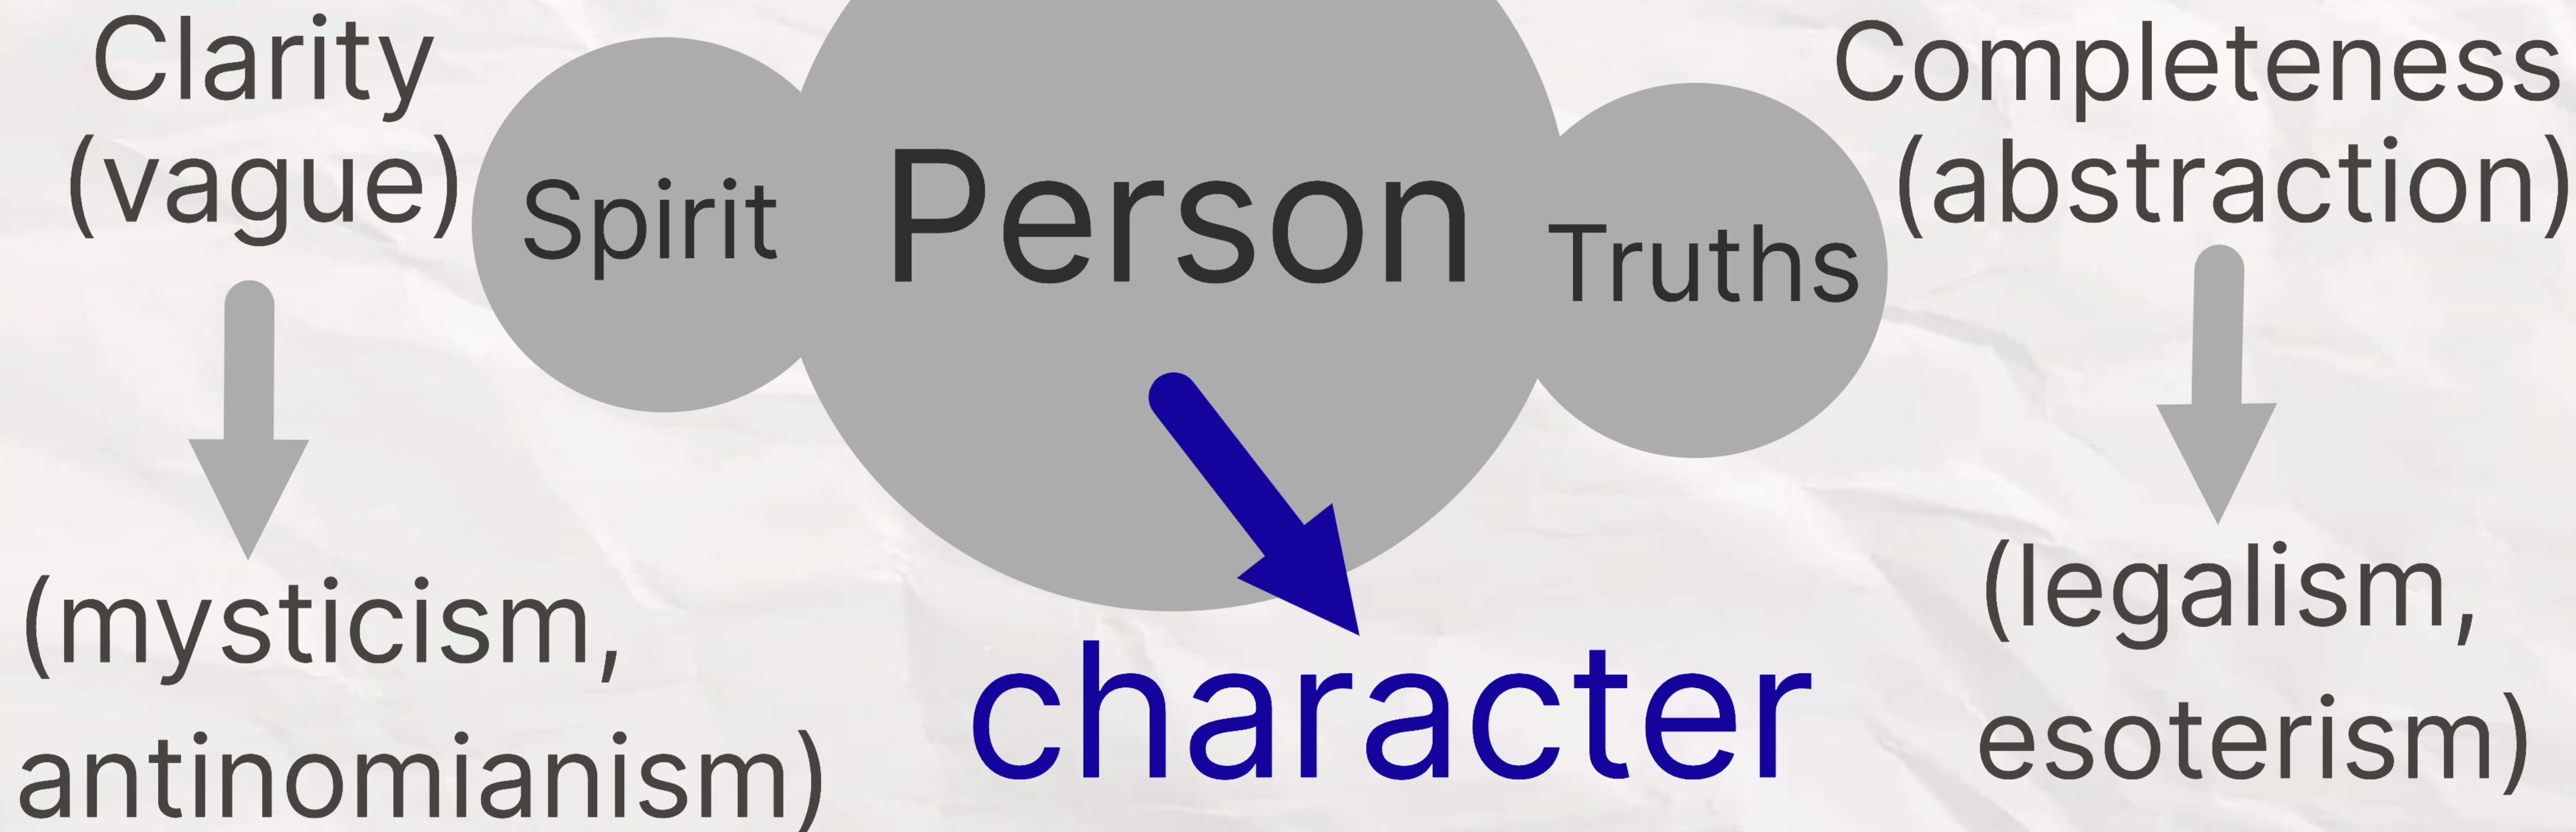 Clarity
(vague)
Spirit
Person
Truths
Completeness
(abstraction)
(mysticism,
antinomianism)
character
(legalism,
esoterism)